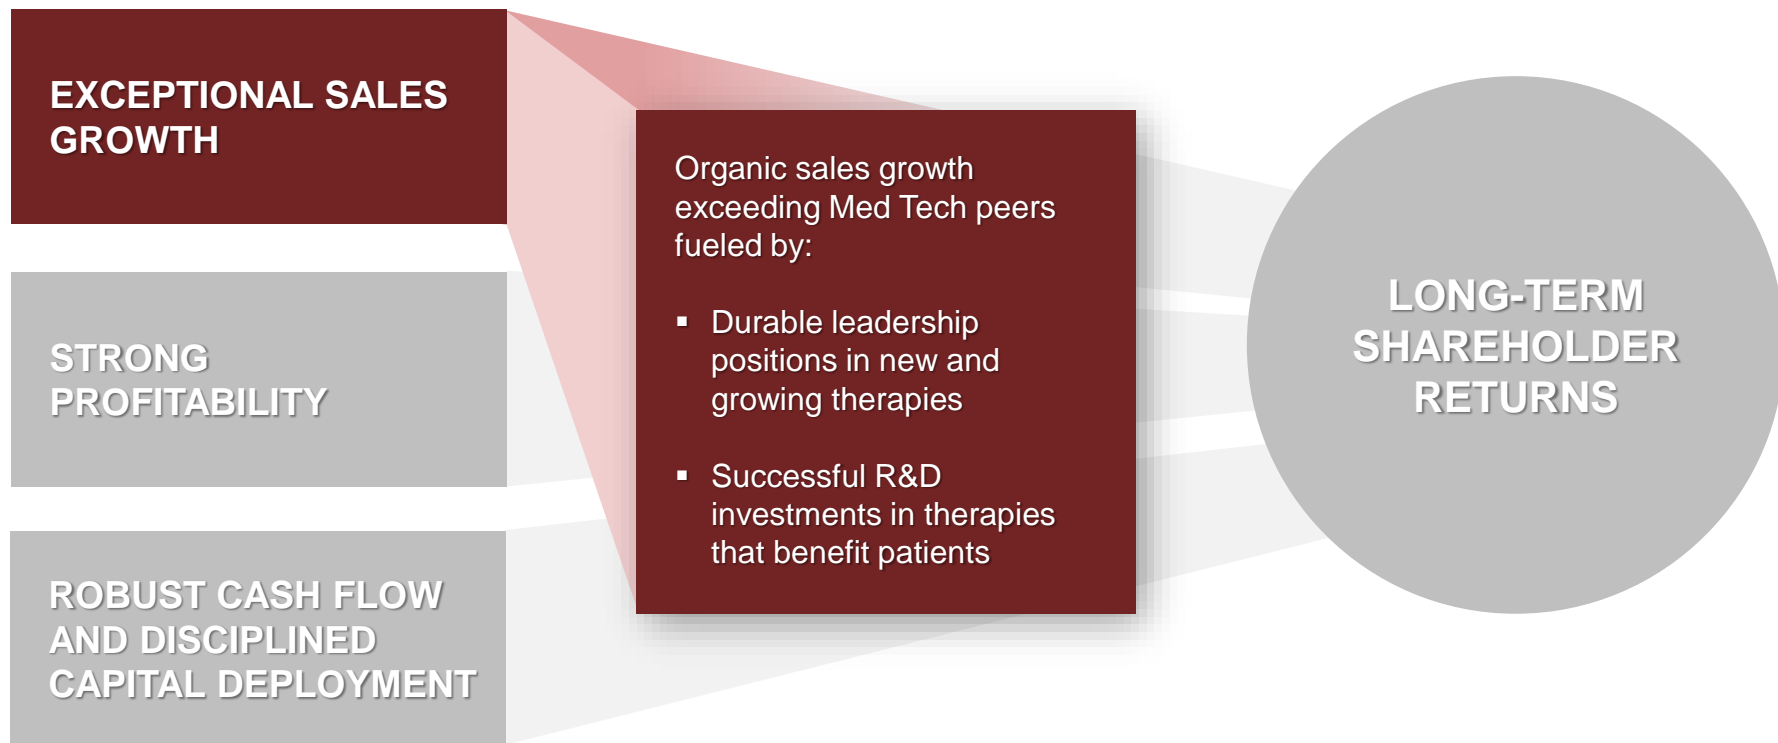 EXCEPTIONAL SALES
GROWTH
STRONG
PROFITABILITY
ROBUST CASH FLOW
AND DISCIPLINED
CAPITAL DEPLOYMENT
Organic sales growth
exceeding Med Tech peers
fueled by:
▪ Durable leadership
positions in new and
growing therapies
▪ Successful R&D
investments in therapies
that benefit patients
LONG-TERM
SHAREHOLDER
RETURNS